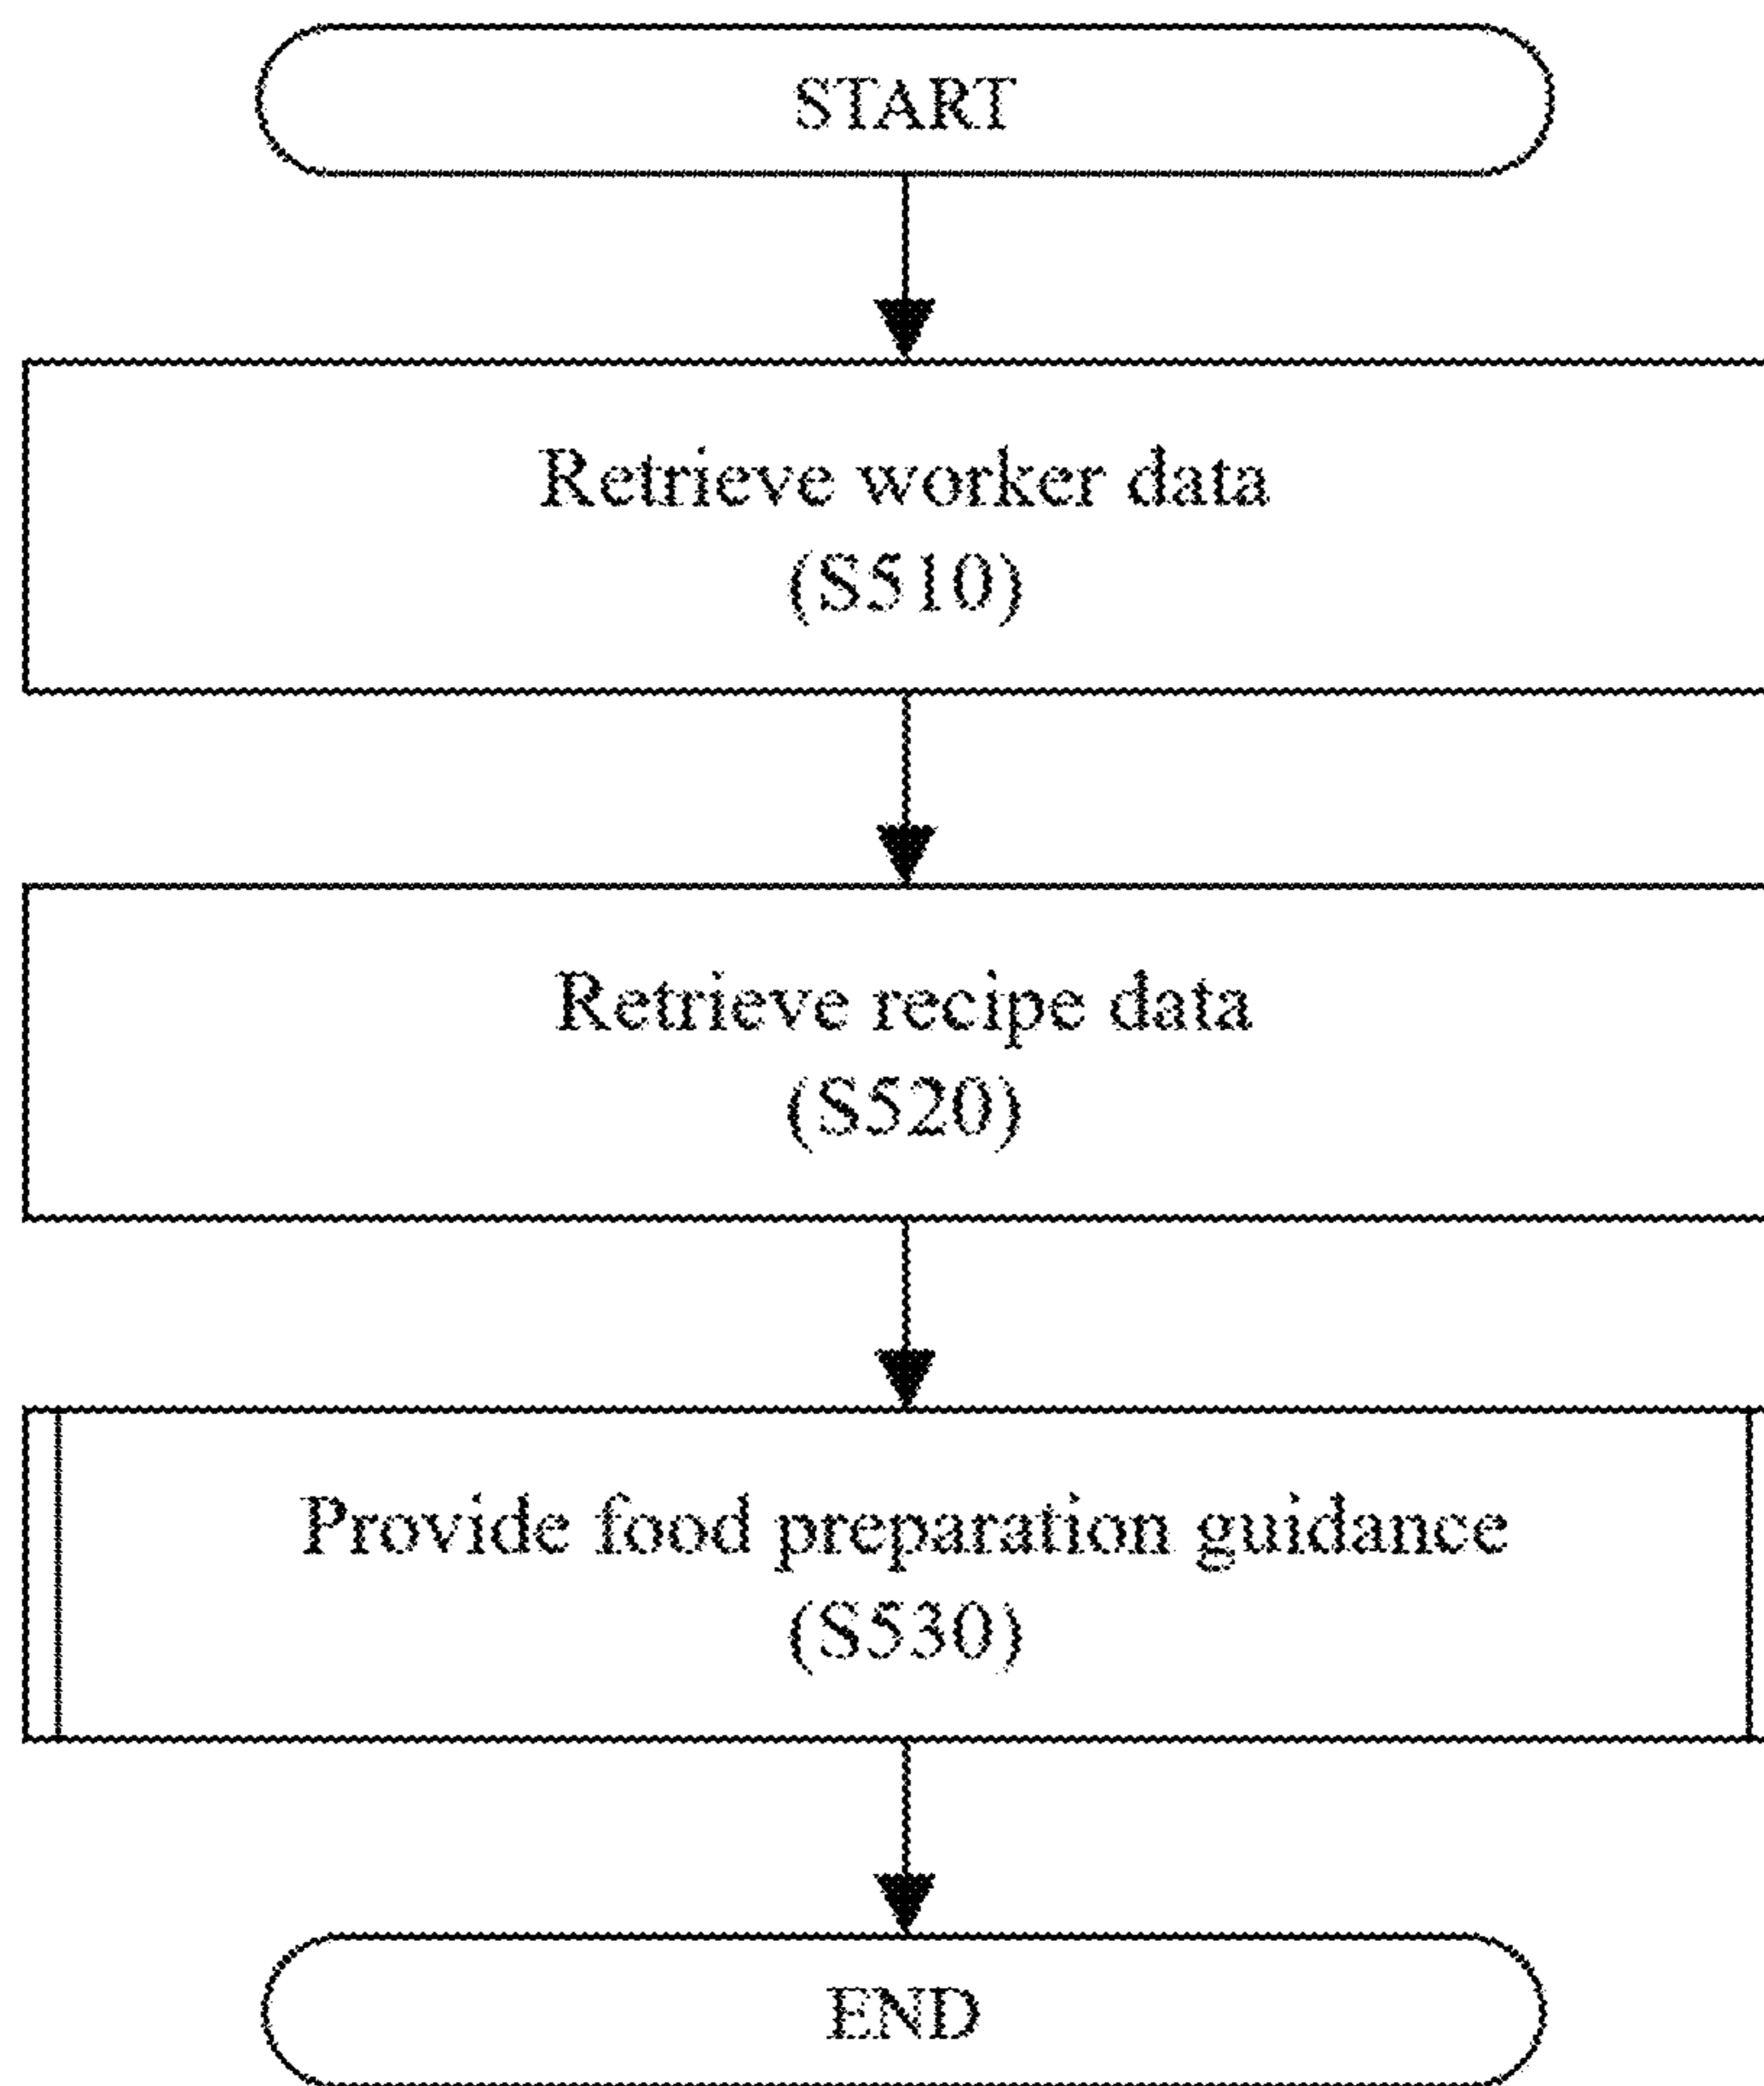 START
Retrieve worker data
(S510)
Retrieve recipe data
(S520)
Provide food preparation guidance
(S530)
END